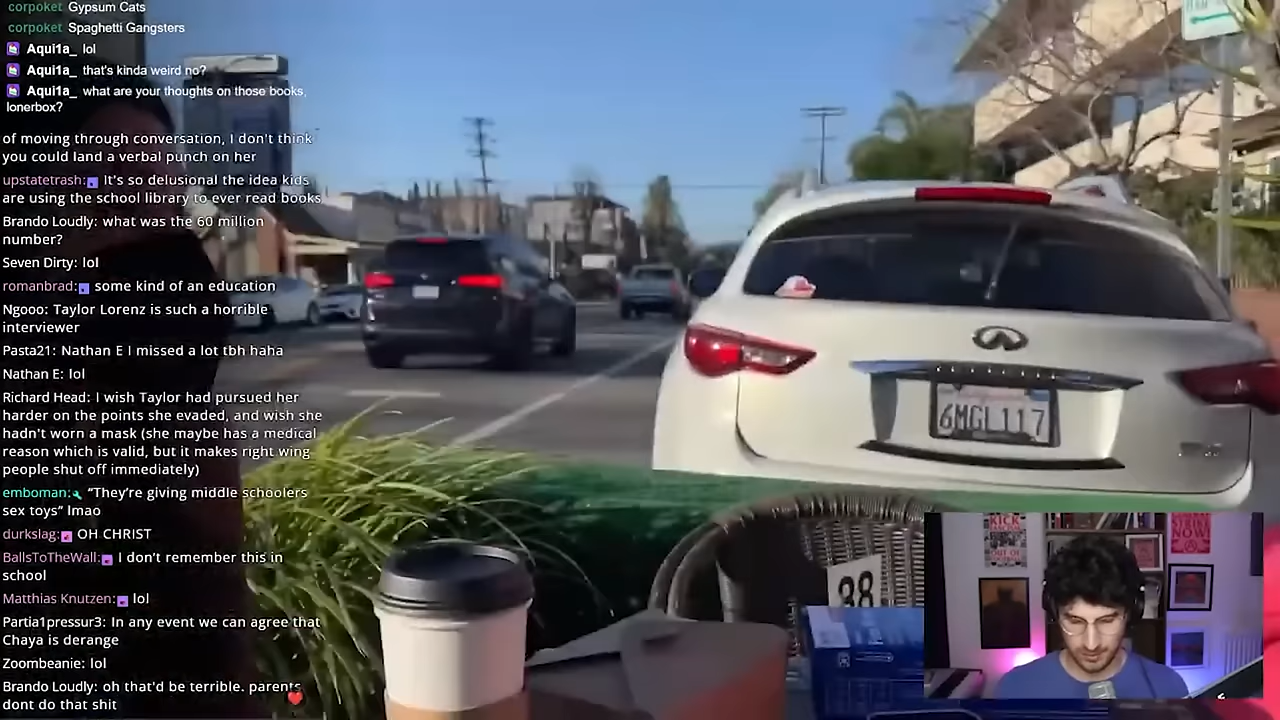 corpoket Gypsum Cats
corpoket Spaghetti Gangsters
Aqui1a_ lol
Aqui1a_ that's kinda weird no?
Aqui1a_ what are your thoughts on those books,
lonerbox?
of moving through conversation, I don't think
you could land a verbal punch on her
upstatetrash: It's so delusional the idea kids
are using the school library to ever read books
Brando Loudly: what was the 60 million
number?
Seven Dirty: lol
romanbrad: some kind of an education
Ngooo: Taylor Lorenz is such a horrible
interviewer
Pasta21: Nathan E I missed a lot tbh haha
Nathan E: lol
Richard Head: I wish Taylor had pursued her
harder on the points she evaded, and wish she
hadn't worn a mask (she maybe has a medical
reason which is valid, but it makes right wing
people shut off immediately)
emboman: “They’re giving middle schoolers
sex toys” lmao
durkslag: OH CHRIST
BallsToTheWall: I don’t remember this in
school
Matthias Knutzen: lol
Partia1pressur3: In any event we can agree that
Chaya is derange
Zoombeanie: lol
Brando Loudly: oh that'd be terrible. parents
dont do that shit
6MGL117
38
KICK
OUT OF
STRIKE
NOW!